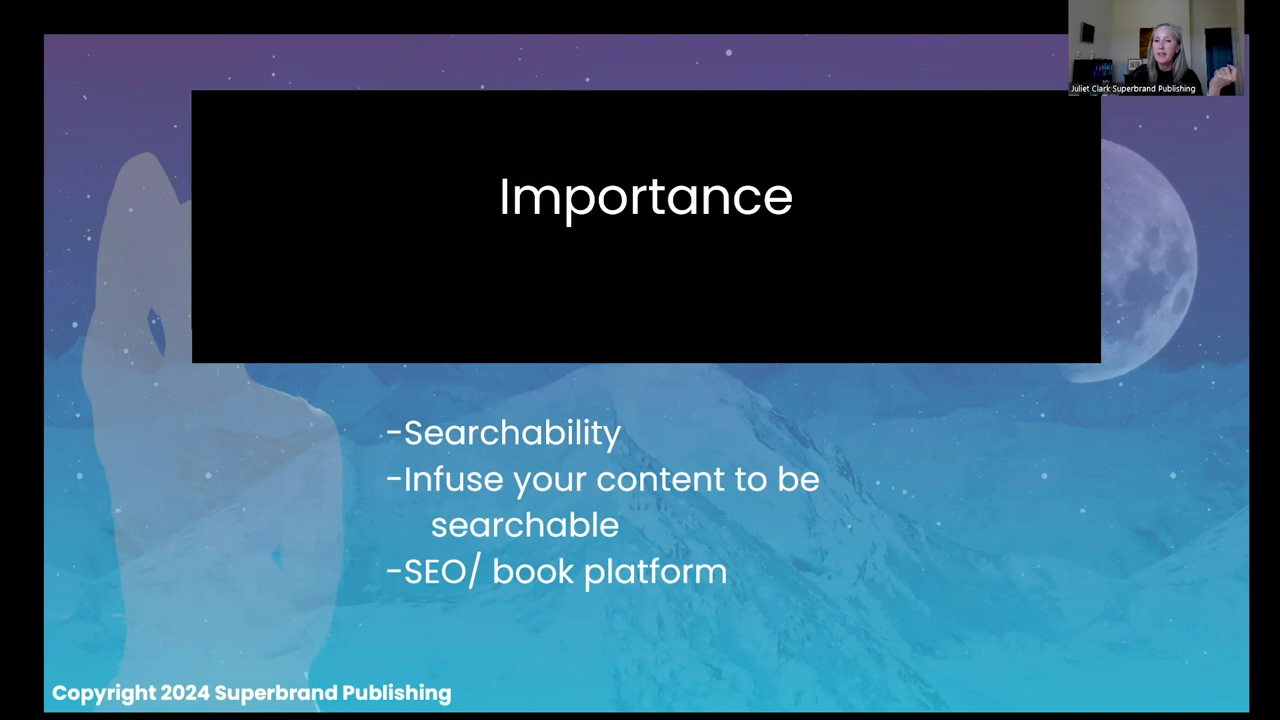 Juliet Clark Superbrand Publishing
Importance
-Searchability
-Infuse your content to be
searchable
-SEO/ book platform
Copyright 2024 Superbrand Publishing